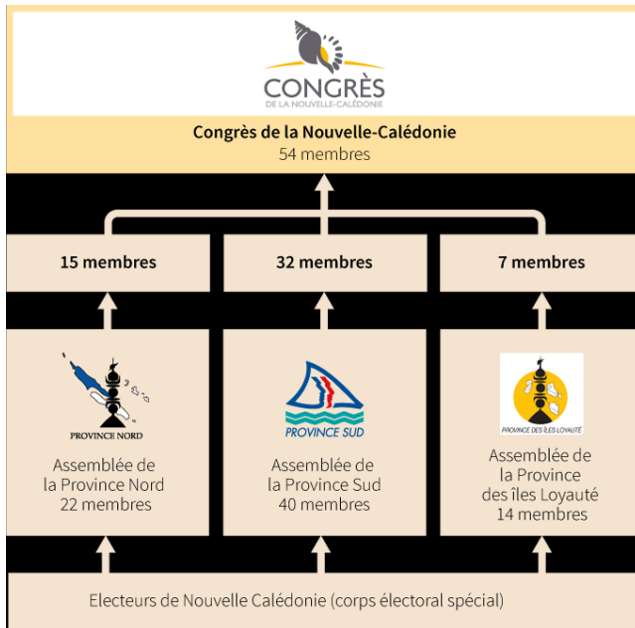 CONGRÈS
DE LA NOUVELLE-CALÉDONIE
Congrès de la Nouvelle-Calédonie
54 membres
15 membres
32 membres
7 membres
PROVINCE NORD
Assemblée de
la Province Nord
22 membres
PROVINCE SUD
Assemblée de
la Province Sud
40 membres
PROVINCE DES ÎLES LOYAUTÉ
Assemblée de
la Province
des îles Loyauté
14 membres
Electeurs de Nouvelle Calédonie (corps électoral spécial)